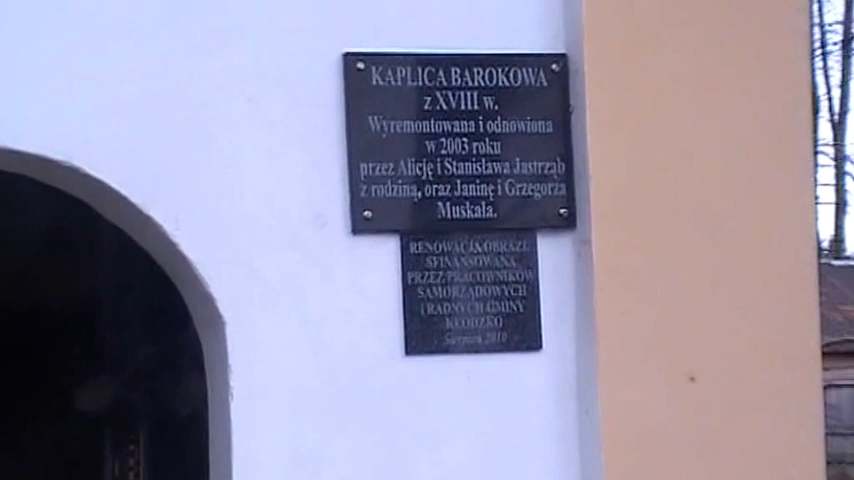 KAPLICA BAROKOWA
z XVIII w.
Wyremontowana i odnowiona
w 2003 roku
przez Alicję i Stanisława Jastrząb
z rodziną, oraz Janinę i Grzegorza
Muskała.
RENOWACJA OBRAZU
SFINANSOWANA
PRZEZ PRACOWNIKÓW
SAMORZĄDOWYCH
I RADNYCH GMINY
KŁODZKO
Sierpień 2010